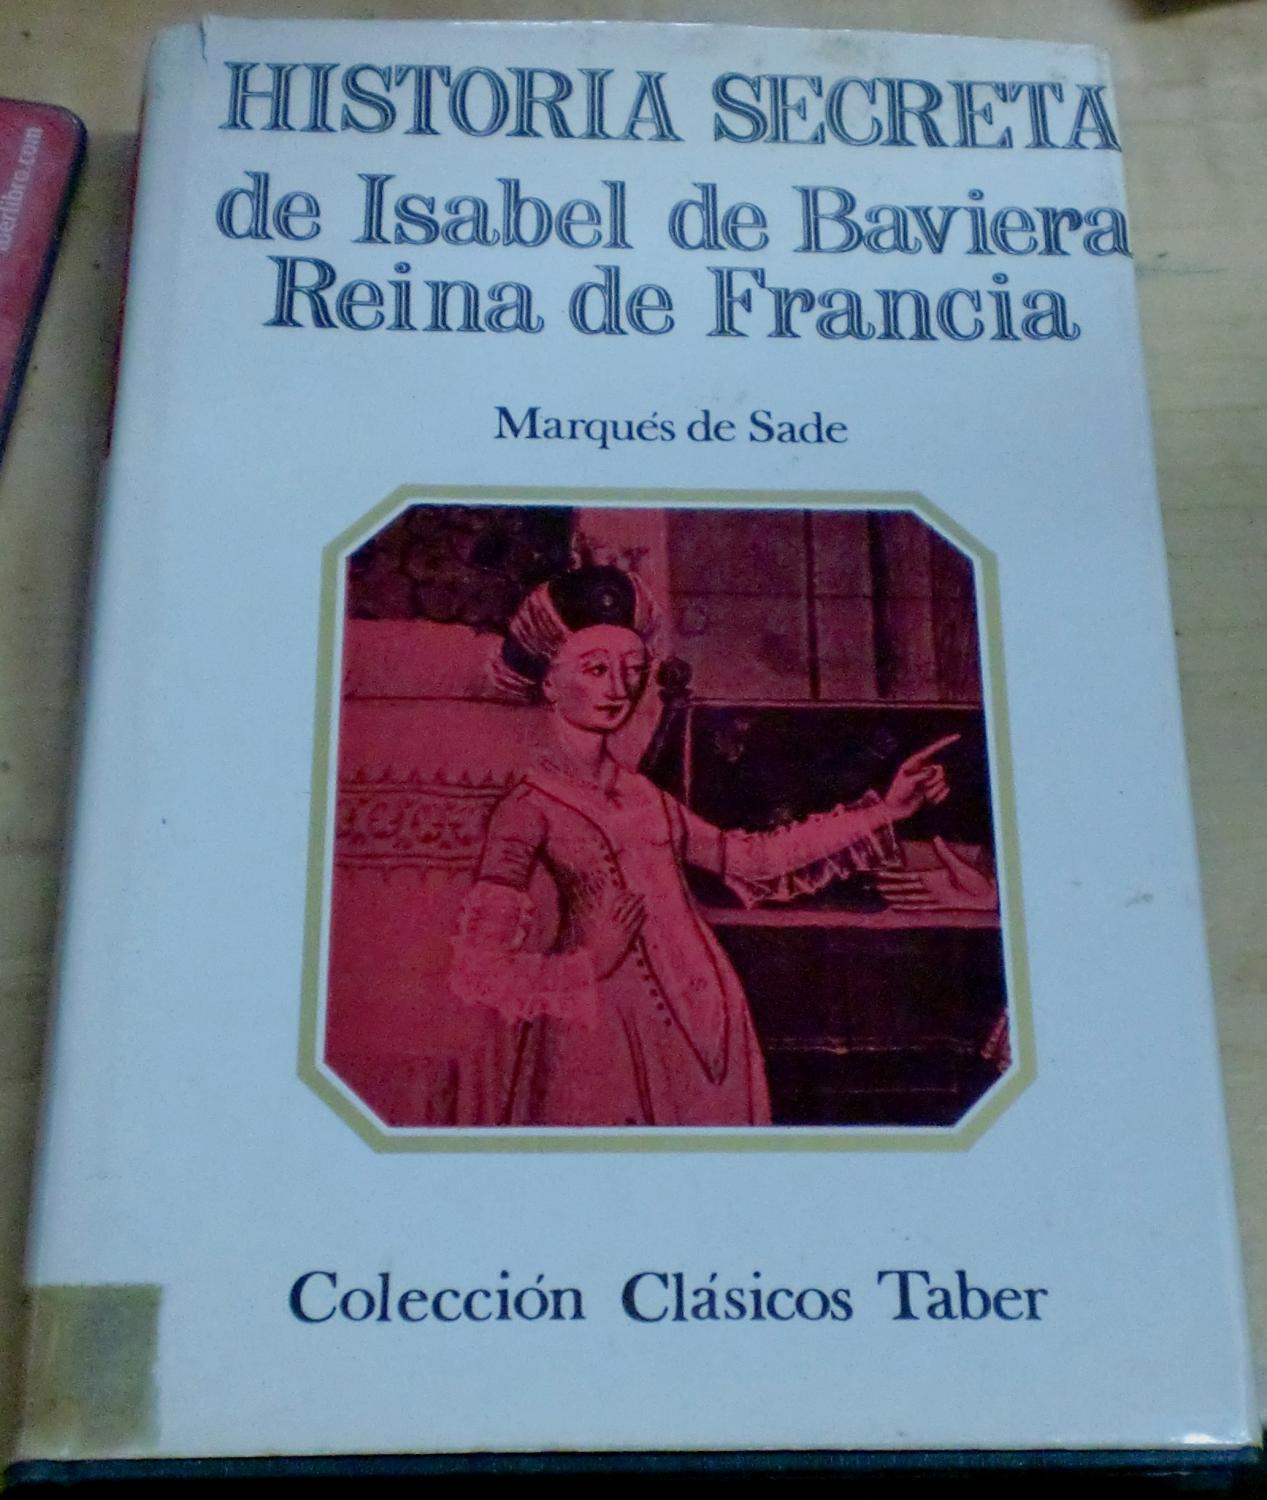 HISTORIA SECRETA
de Isabel de Baviera
Reina de Francia
Marqués de Sade
Colección Clásicos Taber